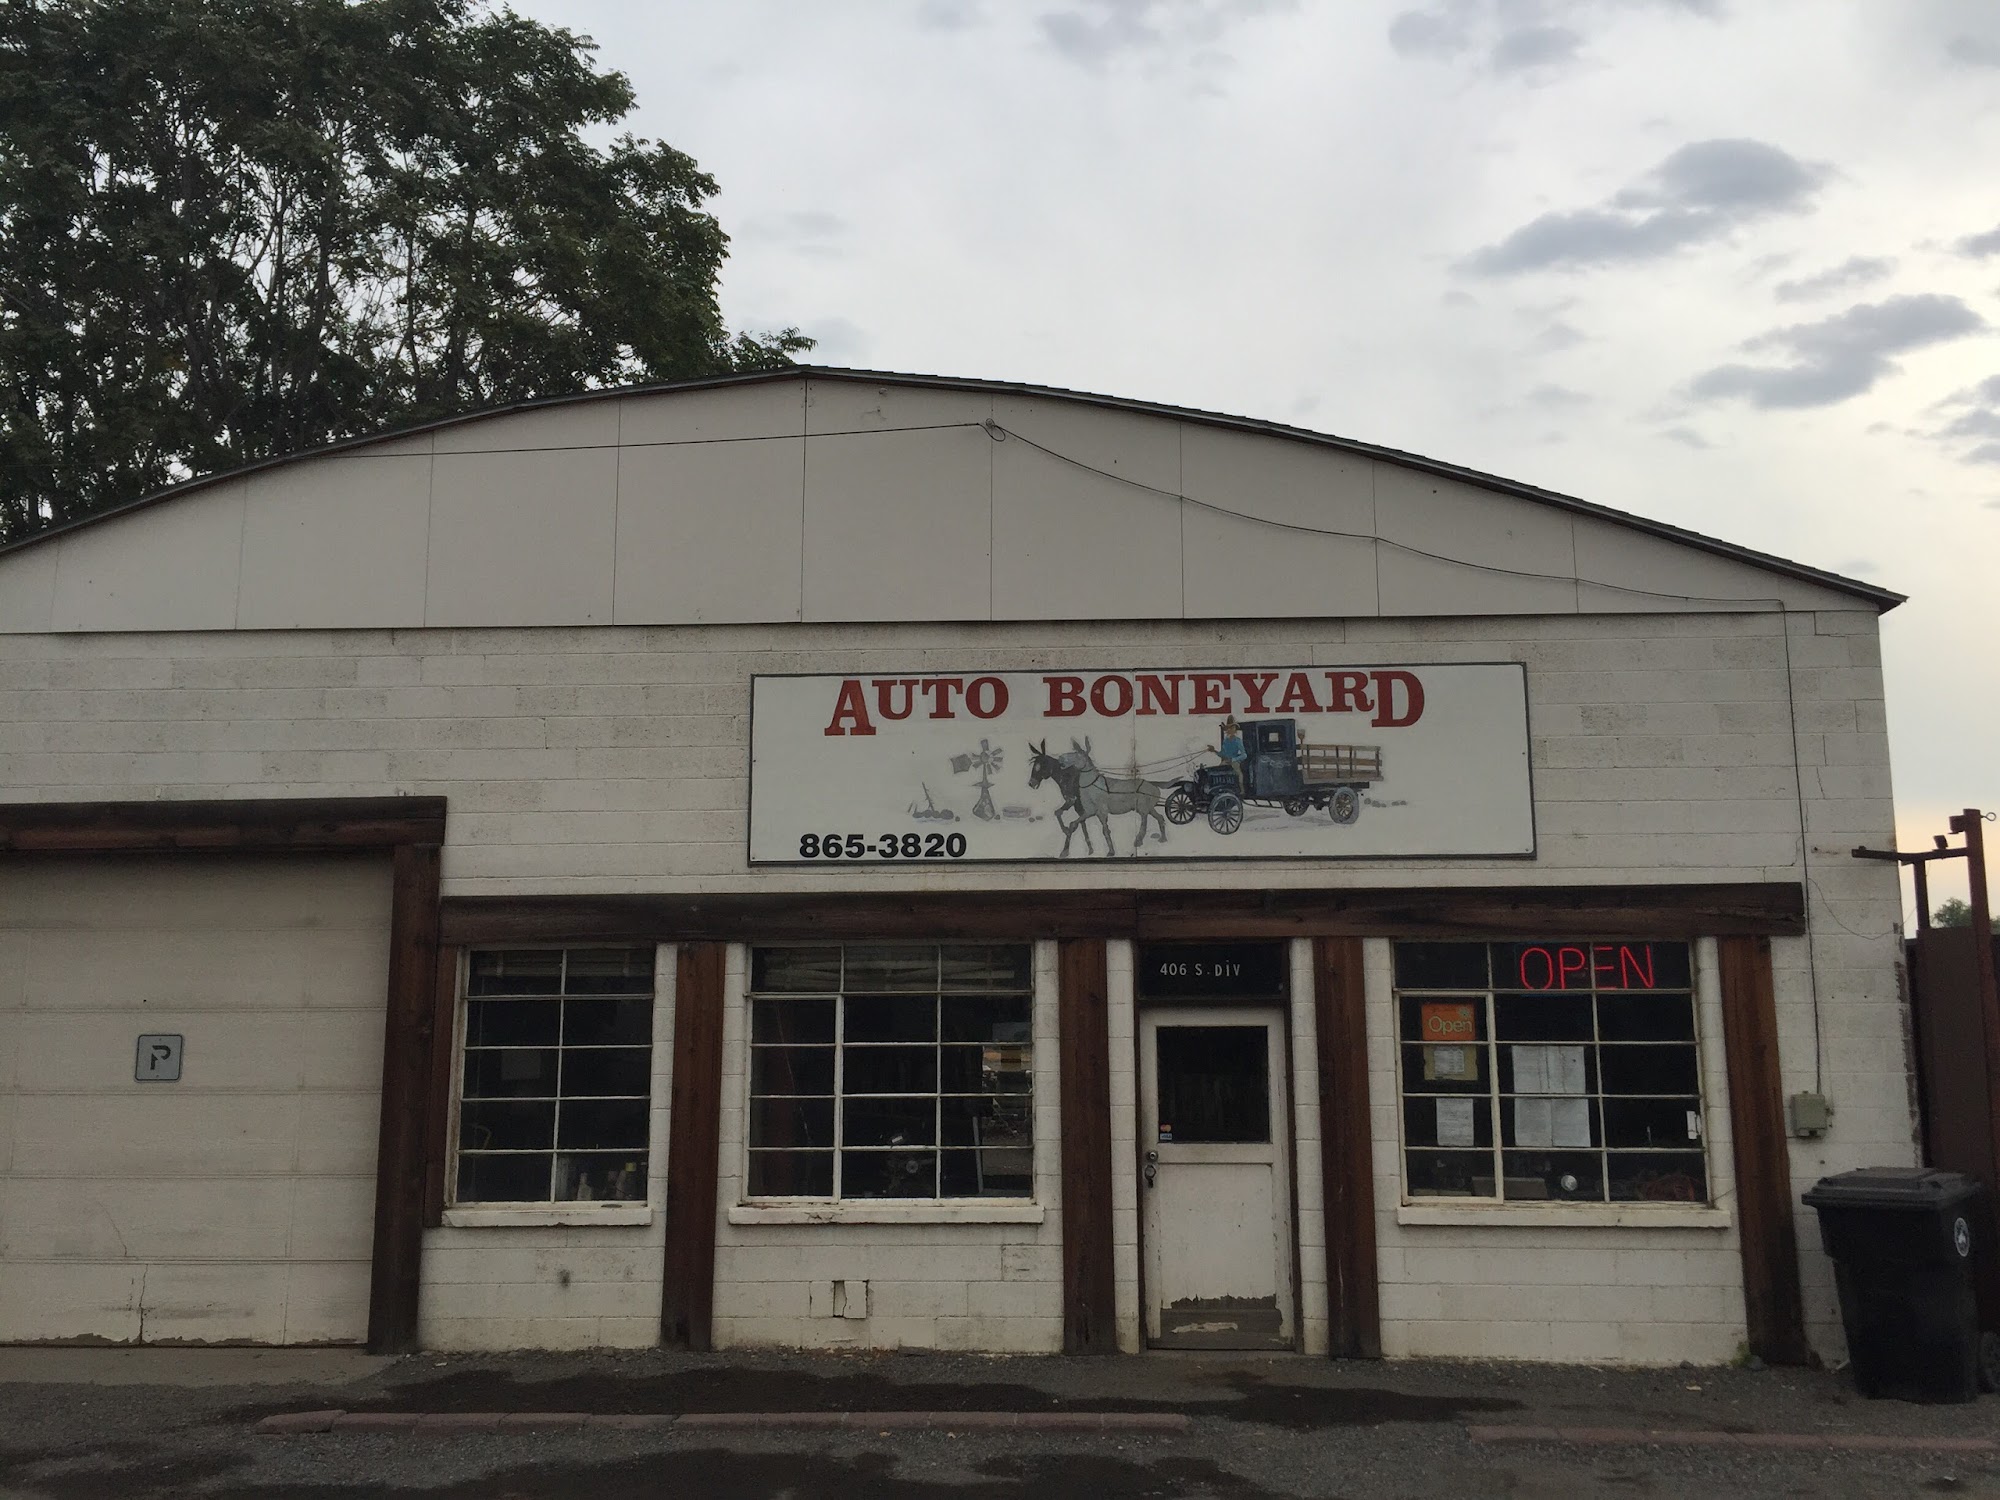 AUTO BONEYARD
865-3820
406 S. DiV
OPEN
Open
P